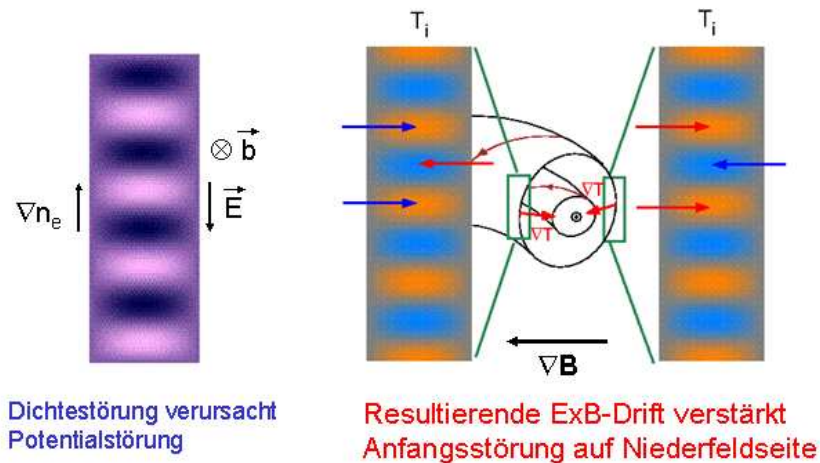 T_i
T_i
⊗ b⃗
∇n_e
E⃗
∇T
∇T
∇B
Dichtestörung verursacht
Potentialstörung
Resultierende ExB-Drift verstärkt
Anfangsstörung auf Niederfeldseite